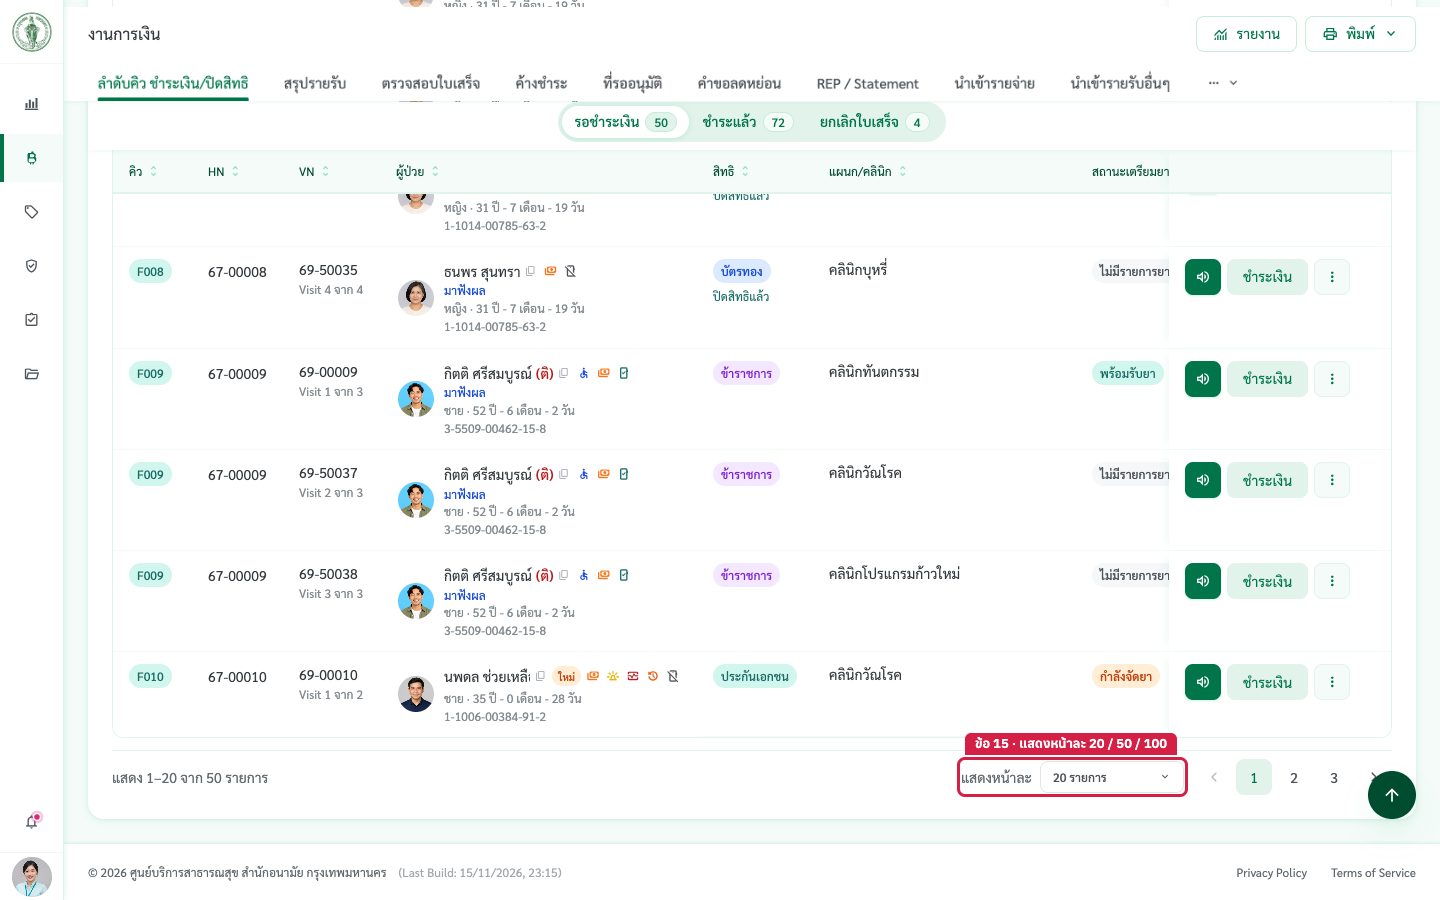 งานการเงิน
รายงาน
พิมพ์
ลำดับคิว ชำระเงิน/ปิดสิทธิ
สรุปรายรับ
ตรวจสอบใบเสร็จ
ค้างชำระ
ที่รออนุมัติ
คำขอลดหย่อน
REP / Statement
นำเข้ารายจ่าย
นำเข้ารายรับอื่นๆ
รอชำระเงิน 50
ชำระแล้ว 72
ยกเลิกใบเสร็จ 4
คิว HN VN ผู้ป่วย สิทธิ แผนก/คลินิก สถานะเตรียมยา
ปิดสิทธิแล้ว
หญิง · 31 ปี - 7 เดือน - 19 วัน
1-1014-00785-63-2
F008 67-00008 69-50035 ธนพร สุนทรา บัตรทอง คลินิกบุหรี่ ไม่มีรายการยา ชำระเงิน
Visit 4 จาก 4 มาฟังผล ปิดสิทธิแล้ว
หญิง · 31 ปี - 7 เดือน - 19 วัน
1-1014-00785-63-2
F009 67-00009 69-00009 กิตติ ศรีสมบูรณ์ (ติ) ข้าราชการ คลินิกทันตกรรม พร้อมรับยา ชำระเงิน
Visit 1 จาก 3 มาฟังผล
ชาย · 52 ปี - 6 เดือน - 2 วัน
3-5509-00462-15-8
F009 67-00009 69-50037 กิตติ ศรีสมบูรณ์ (ติ) ข้าราชการ คลินิกวัณโรค ไม่มีรายการยา ชำระเงิน
Visit 2 จาก 3 มาฟังผล
ชาย · 52 ปี - 6 เดือน - 2 วัน
3-5509-00462-15-8
F009 67-00009 69-50038 กิตติ ศรีสมบูรณ์ (ติ) ข้าราชการ คลินิกโปรแกรมก้าวใหม่ ไม่มีรายการยา ชำระเงิน
Visit 3 จาก 3 มาฟังผล
ชาย · 52 ปี - 6 เดือน - 2 วัน
3-5509-00462-15-8
F010 67-00010 69-00010 นพดล ใหม่ ประกันเอกชน คลินิกวัณโรค กำลังจัดยา ชำระเงิน
Visit 1 จาก 2 ชาย · 35 ปี - 0 เดือน - 28 วัน
1-1006-00384-91-2
ข้อ 15 · แสดงหน้าละ 20 / 50 / 100
แสดง 1–20 จาก 50 รายการ
แสดงหน้าละ 20 รายการ
1 2 3
© 2026 ศูนย์บริการสาธารณสุข สำนักอนามัย กรุงเทพมหานคร (Last Build: 15/11/2026, 23:15)
Privacy Policy
Terms of Service